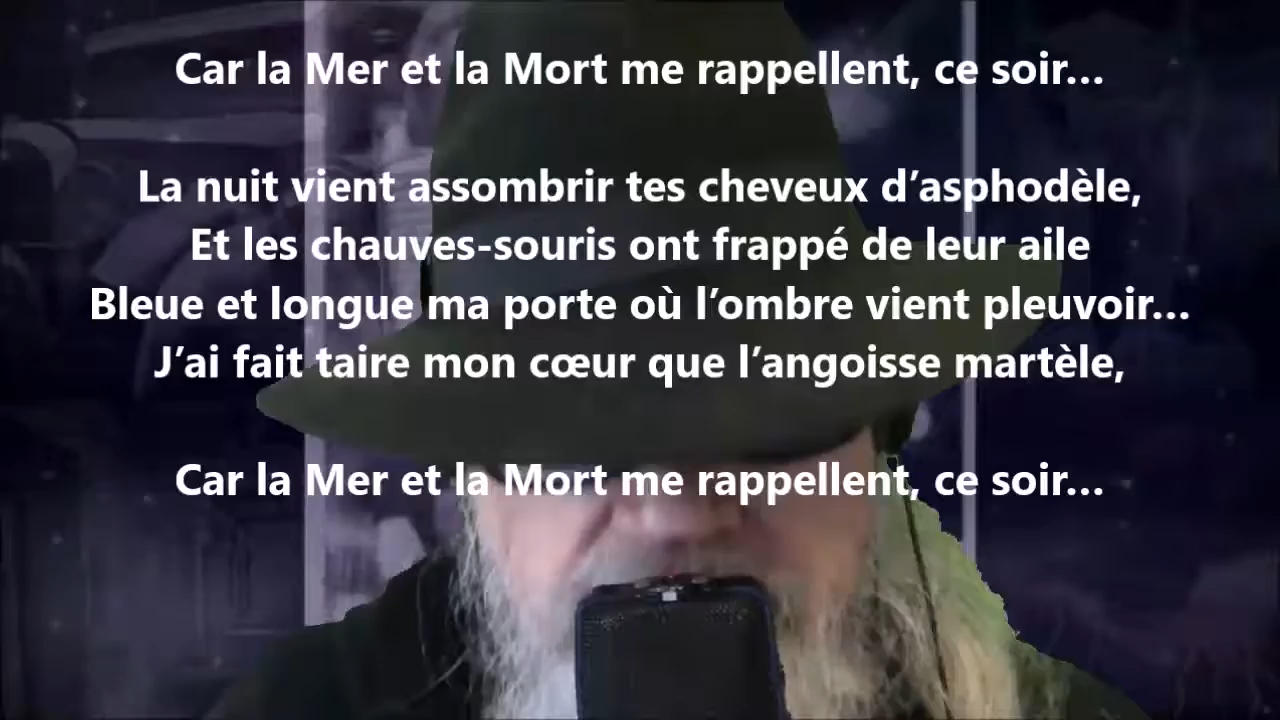 Car la Mer et la Mort me rappellent, ce soir…
La nuit vient assombrir tes cheveux d’asphodèle,
Et les chauves-souris ont frappé de leur aile
Bleue et longue ma porte où l’ombre vient pleuvoir…
J’ai fait taire mon cœur que l’angoisse martèle,
Car la Mer et la Mort me rappellent, ce soir…